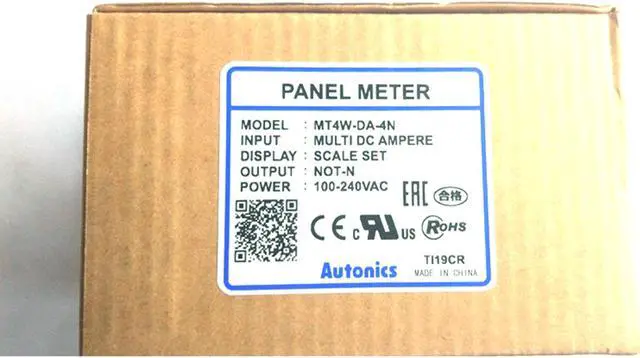 PANEL METER
MODEL : MT4W-DA-4N
INPUT : MULTI DC AMPERE
DISPLAY : SCALE SET
OUTPUT : NOT-N
POWER : 100-240VAC
EAC 合格
CE c RU US RoHS
Autonics
TI19CR
MADE IN CHINA